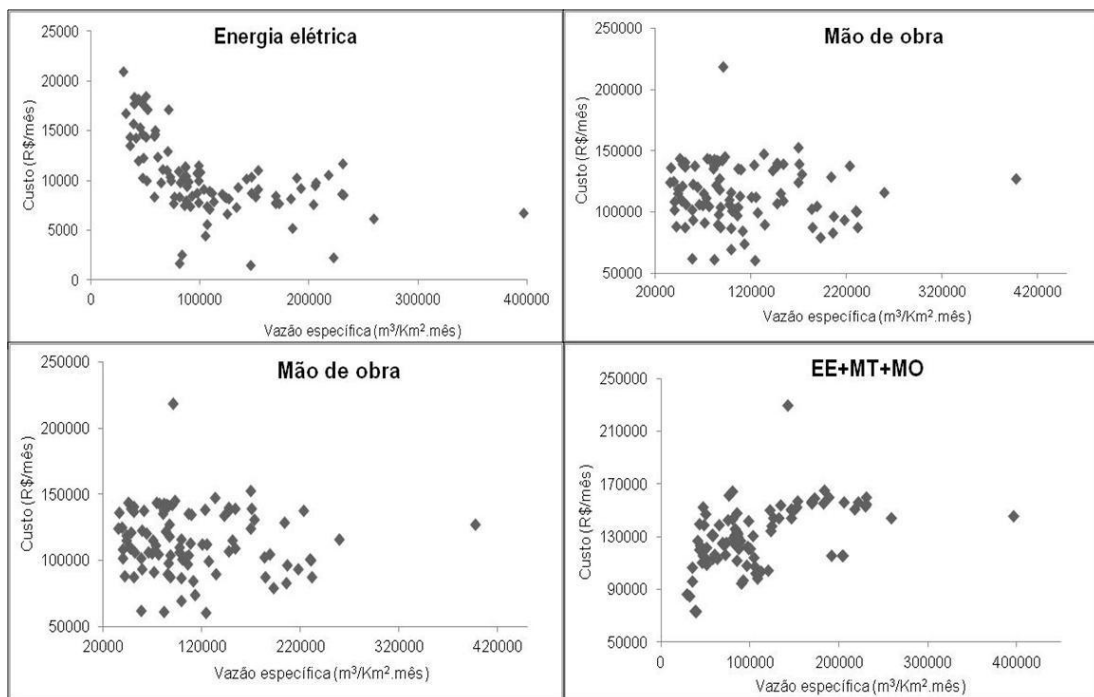 Energia elétrica
Custo (R$/mês)
25000
20000
15000
10000
5000
0
0 100000 200000 300000 400000
Vazão específica (m³/Km².mês)
Mão de obra
Custo (R$/mês)
250000
200000
150000
100000
50000
20000 120000 220000 320000 420000
Vazão específica (m³/Km².mês)
Mão de obra
Custo (R$/mês)
250000
200000
150000
100000
50000
20000 120000 220000 320000 420000
Vazão específica (m³/Km².mês)
EE+MT+MO
Custo (R$/mês)
250000
210000
170000
130000
90000
50000
0 100000 200000 300000 400000
Vazão específica (m³/Km².mês)